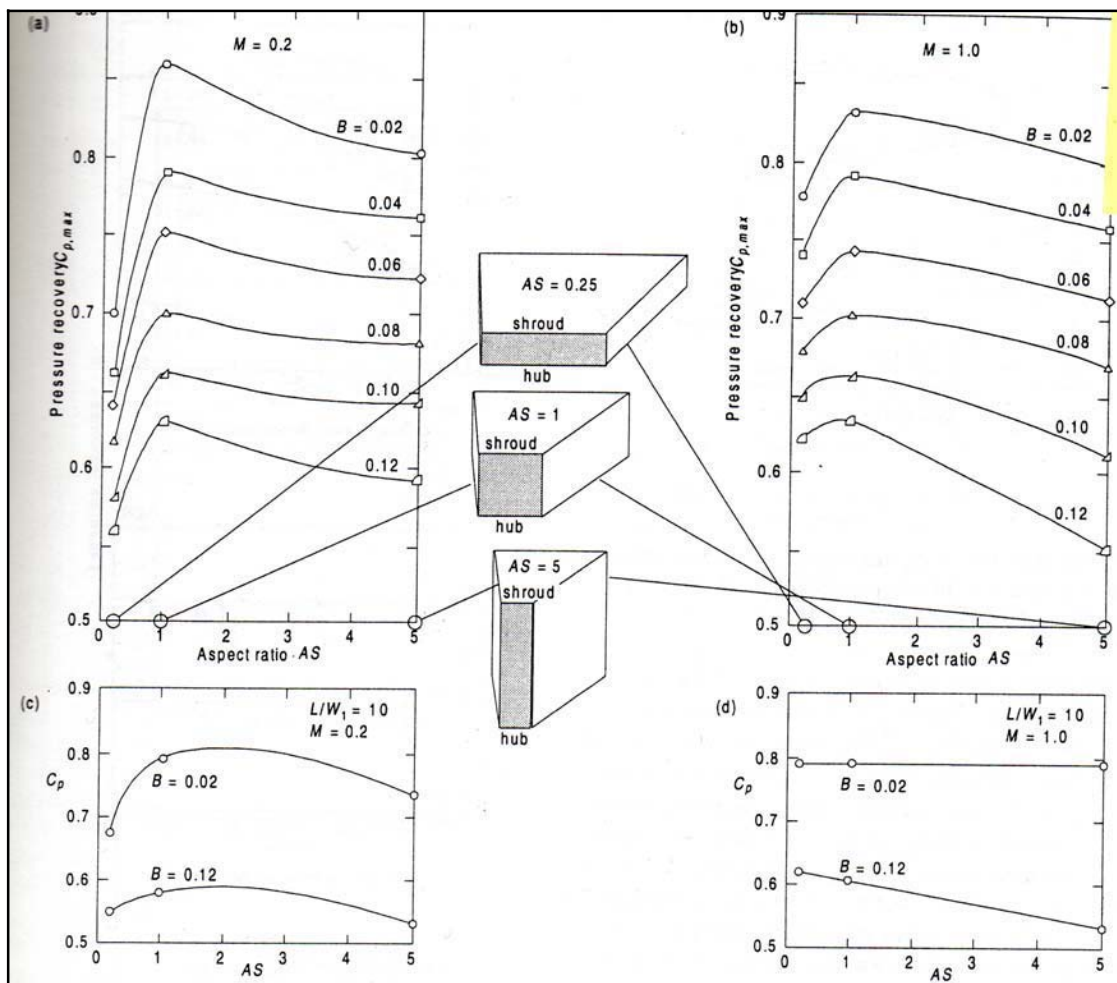 (a)
0.9
M = 0.2
B = 0.02
0.8
0.04
0.06
0.7
0.08
0.10
0.6
0.12
0.5
Pressure recovery Cp,max
0 1 2 3 4 5
Aspect ratio AS
AS = 0.25
shroud
hub
AS = 1
shroud
hub
AS = 5
shroud
hub
(b)
0.9
M = 1.0
B = 0.02
0.8
0.04
0.06
0.7
0.08
0.10
0.6
0.12
0.5
Pressure recovery Cp,max
0 1 2 3 4 5
Aspect ratio AS
(c)
0.9
L/W1 = 10
M = 0.2
0.8
Cp
B = 0.02
0.7
0.6
B = 0.12
0.5
0 1 2 3 4 5
AS
(d)
0.9
L/W1 = 10
M = 1.0
0.8
Cp
B = 0.02
0.7
0.6
B = 0.12
0.5
0 1 2 3 4 5
AS